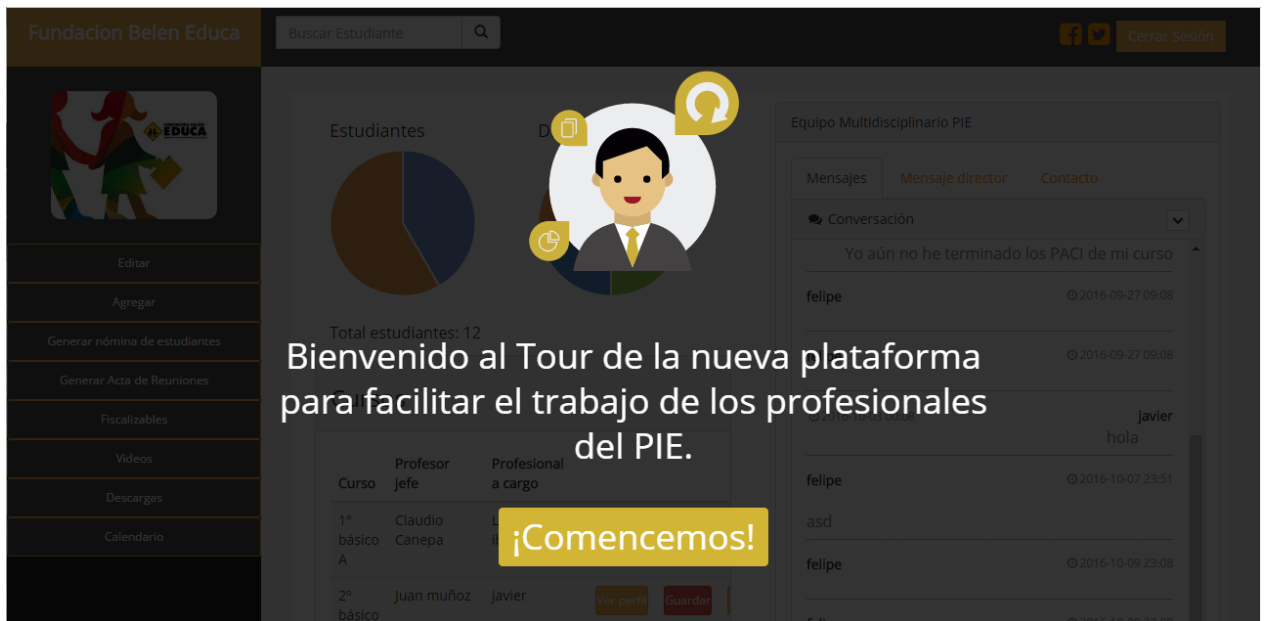 Fundacion Belen Educa
Buscar Estudiante
Cerrar Sesión
EDUCA
Editar
Agregar
Generar nómina de estudiantes
Generar Acta de Reuniones
Fiscalizables
Videos
Descargas
Calendario
Estudiantes
Total estudiantes: 12
Bienvenido al Tour de la nueva plataforma
para facilitar el trabajo de los profesionales
del PIE.
¡Comencemos!
Curso Profesor jefe Profesional a cargo
1° básico A Claudio Canepa
2° básico Juan muñoz javier Ver perfil Guardar
Equipo Multidisciplinario PIE
Mensajes Mensaje director Contacto
Conversación
Yo aún no he terminado los PACI de mi curso
felipe 2016-09-27 09:08
2016-09-27 09:08
javier
hola
felipe 2016-10-07 23:51
asd
felipe 2016-10-09 23:08